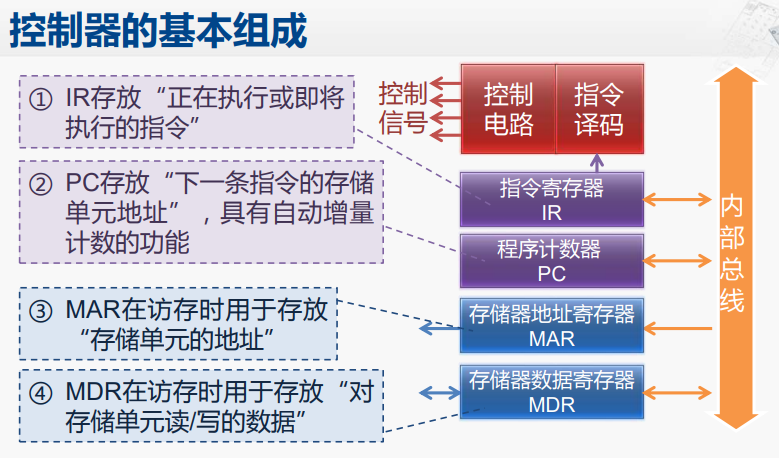 控制器的基本组成
① IR存放“正在执行或即将
执行的指令”
② PC存放“下一条指令的存储
单元地址”，具有自动增量
计数的功能
③ MAR在访存时用于存放
“存储单元的地址”
④ MDR在访存时用于存放“对
存储单元读/写的数据”
控制
信号
控制
电路
指令
译码
指令寄存器
IR
程序计数器
PC
存储器地址寄存器
MAR
存储器数据寄存器
MDR
内
部
总
线